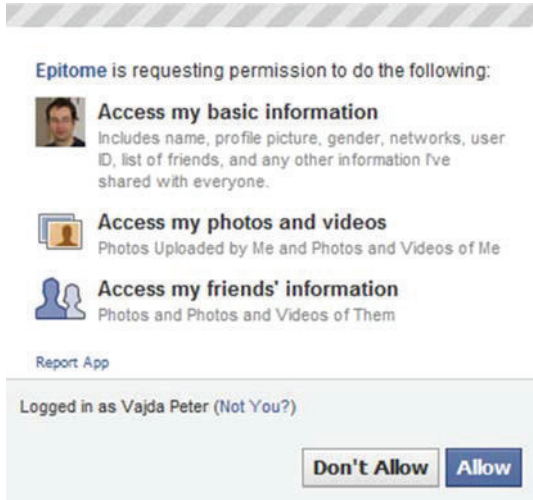 Epitome is requesting permission to do the following:
Access my basic information
Includes name, profile picture, gender, networks, user
ID, list of friends, and any other information I've
shared with everyone.
Access my photos and videos
Photos Uploaded by Me and Photos and Videos of Me
Access my friends' information
Photos and Photos and Videos of Them
Report App
Logged in as Vajda Peter (Not You?)
Don't Allow Allow